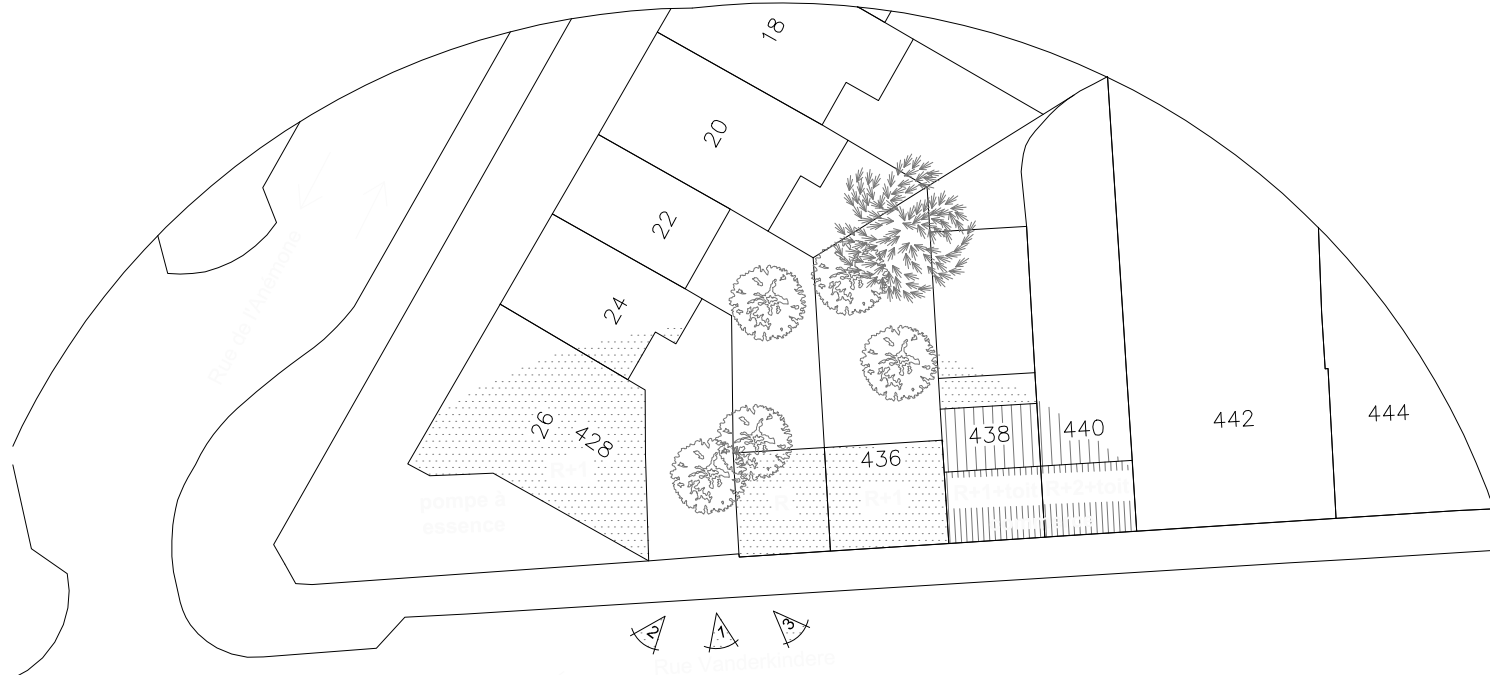 18
20
22
24
26
428
R+1
pompe a
essence
Rue de l'Anémone
R
436
R+1
438
R+1+toit
440
R+2+toit
442
444
2
1
3
Rue Vanderkindere